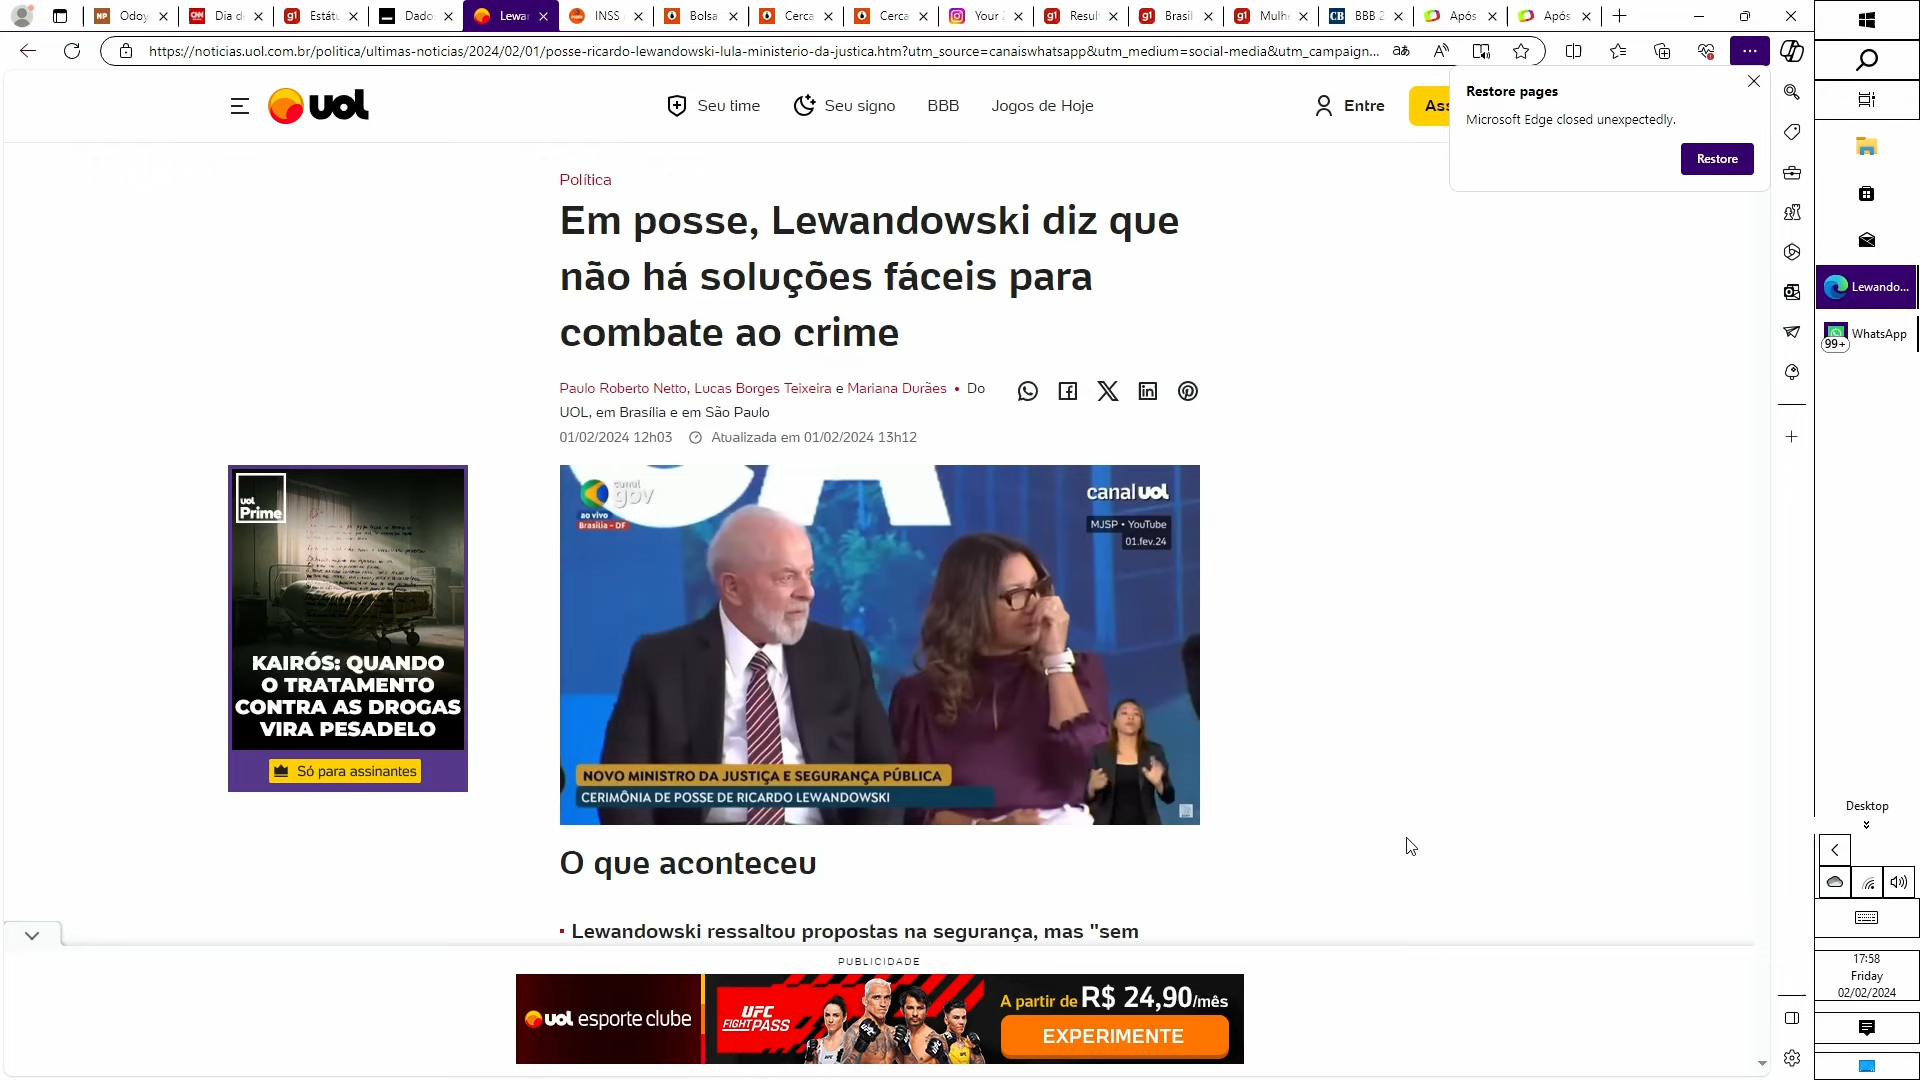 Odoy
Dia d
Estátu
Dado
Lewar
INSS
Bolsa
Cerca
Cerca
Your
Result
Brasil
Mulhe
BBB 2
Após
Após
https://noticias.uol.com.br/politica/ultimas-noticias/2024/02/01/posse-ricardo-lewandowski-lula-ministerio-da-justica.htm?utm_source=canaiswhatsapp&utm_medium=social-media&utm_campaign...
Restore pages
Microsoft Edge closed unexpectedly.
Restore
uol
Seu time
Seu signo
BBB
Jogos de Hoje
Entre
Ass
Política
Em posse, Lewandowski diz que
não há soluções fáceis para
combate ao crime
Paulo Roberto Netto, Lucas Borges Teixeira e Mariana Durães • Do
UOL, em Brasília e em São Paulo
01/02/2024 12h03 Atualizada em 01/02/2024 13h12
uol
Prime
KAIRÓS: QUANDO
O TRATAMENTO
CONTRA AS DROGAS
VIRA PESADELO
Só para assinantes
canal
gov
ao vivo
Brasília - DF
canal uol
MJSP • YouTube
01.fev.24
NOVO MINISTRO DA JUSTIÇA E SEGURANÇA PÚBLICA
CERIMÔNIA DE POSSE DE RICARDO LEWANDOWSKI
O que aconteceu
Lewandowski ressaltou propostas na segurança, mas "sem
PUBLICIDADE
uol esporte clube
UFC
FIGHT PASS
A partir de R$ 24,90/mês
EXPERIMENTE
Lewando...
WhatsApp
99+
Desktop
17:58
Friday
02/02/2024